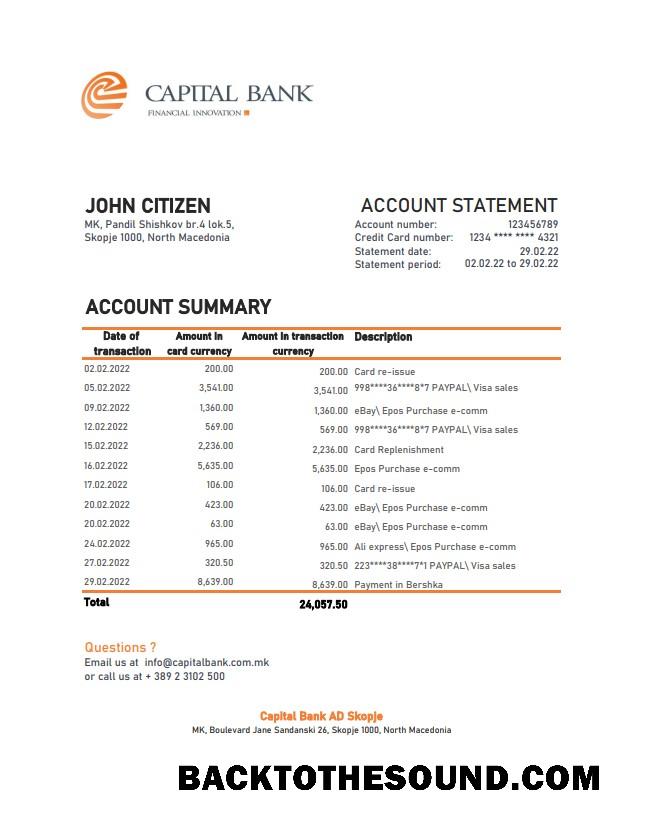 CAPITAL BANK
FINANCIAL INNOVATION
JOHN CITIZEN
MK, Pandil Shishkov br.4 lok.5,
Skopje 1000, North Macedonia
ACCOUNT STATEMENT
Account number: 123456789
Credit Card number: 1234 **** **** 4321
Statement date: 29.02.22
Statement period: 02.02.22 to 29.02.22
ACCOUNT SUMMARY
Date of transaction Amount in card currency Amount in transaction currency Description
02.02.2022 200.00 200.00 Card re-issue
05.02.2022 3,541.00 3,541.00 998****36****8*7 PAYPAL\ Visa sales
09.02.2022 1,360.00 1,360.00 eBay\ Epos Purchase e-comm
12.02.2022 569.00 569.00 998****36****8*7 PAYPAL\ Visa sales
15.02.2022 2,236.00 2,236.00 Card Replenishment
16.02.2022 5,635.00 5,635.00 Epos Purchase e-comm
17.02.2022 106.00 106.00 Card re-issue
20.02.2022 423.00 423.00 eBay\ Epos Purchase e-comm
20.02.2022 63.00 63.00 eBay\ Epos Purchase e-comm
24.02.2022 965.00 965.00 Ali express\ Epos Purchase e-comm
27.02.2022 320.50 320.50 223****38****7*1 PAYPAL\ Visa sales
29.02.2022 8,639.00 8,639.00 Payment in Bershka
Total 24,057.50
Questions ?
Email us at info@capitalbank.com.mk
or call us at + 389 2 3102 500
Capital Bank AD Skopje
MK, Boulevard Jane Sandanski 26, Skopje 1000, North Macedonia
BACKTOTHESOUND.COM